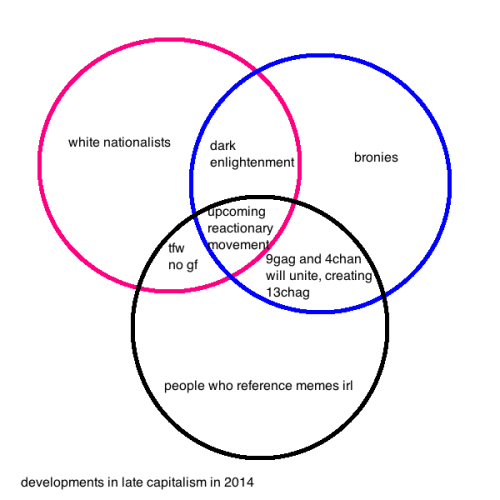 white nationalists
dark
enlightenment
bronies
upcoming
reactionary
movement
tfw
no gf
9gag and 4chan
will unite, creating
13chag
people who reference memes irl
developments in late capitalism in 2014